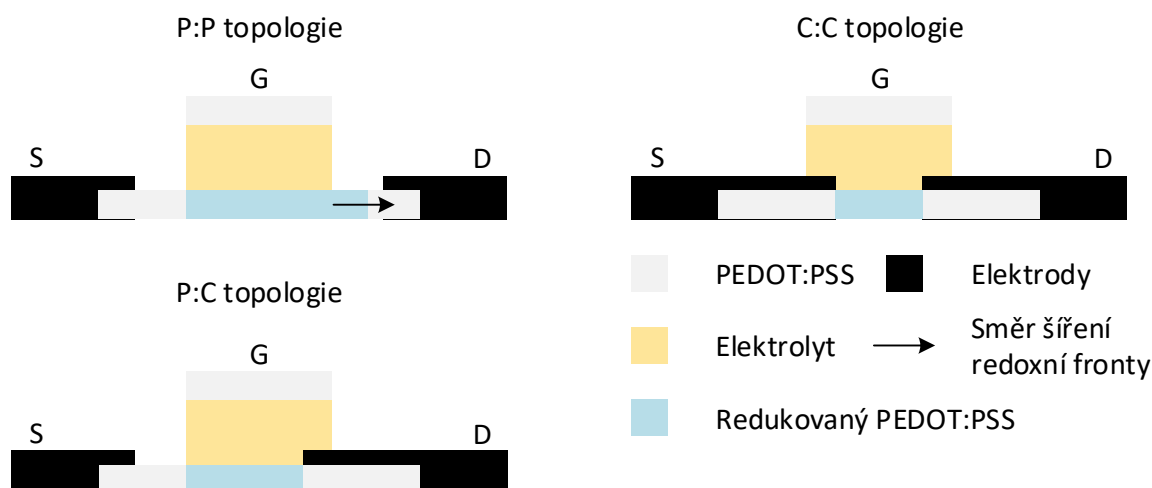 P:P topologie
G
S
D
P:C topologie
G
S
D
C:C topologie
G
S
D
PEDOT:PSS
Elektrody
Elektrolyt
Směr šíření
redoxní fronty
Redukovaný PEDOT:PSS